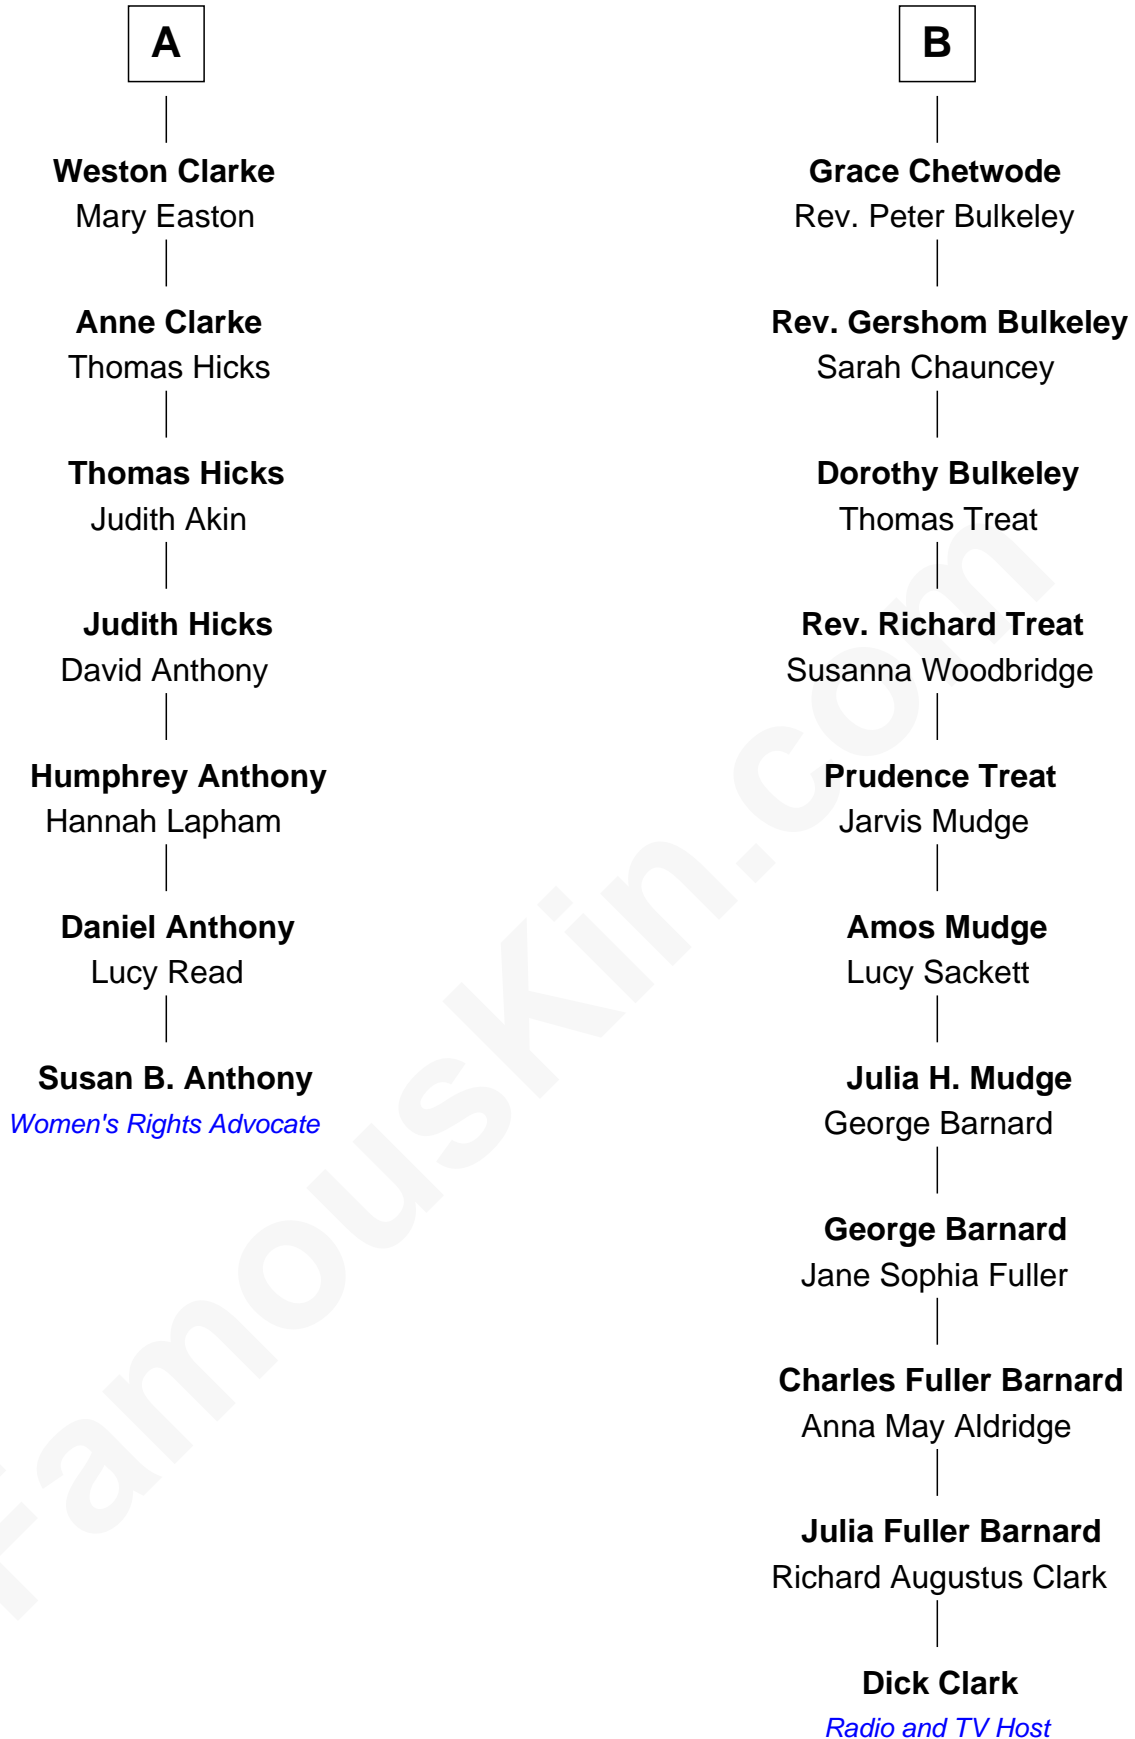 A
Weston Clarke
Mary Easton
Anne Clarke
Thomas Hicks
Thomas Hicks
Judith Akin
Judith Hicks
David Anthony
Humphrey Anthony
Hannah Lapham
Daniel Anthony
Lucy Read
Susan B. Anthony
Women's Rights Advocate
B
Grace Chetwode
Rev. Peter Bulkeley
Rev. Gershom Bulkeley
Sarah Chauncey
Dorothy Bulkeley
Thomas Treat
Rev. Richard Treat
Susanna Woodbridge
Prudence Treat
Jarvis Mudge
Amos Mudge
Lucy Sackett
Julia H. Mudge
George Barnard
George Barnard
Jane Sophia Fuller
Charles Fuller Barnard
Anna May Aldridge
Julia Fuller Barnard
Richard Augustus Clark
Dick Clark
Radio and TV Host
FamousKin.com